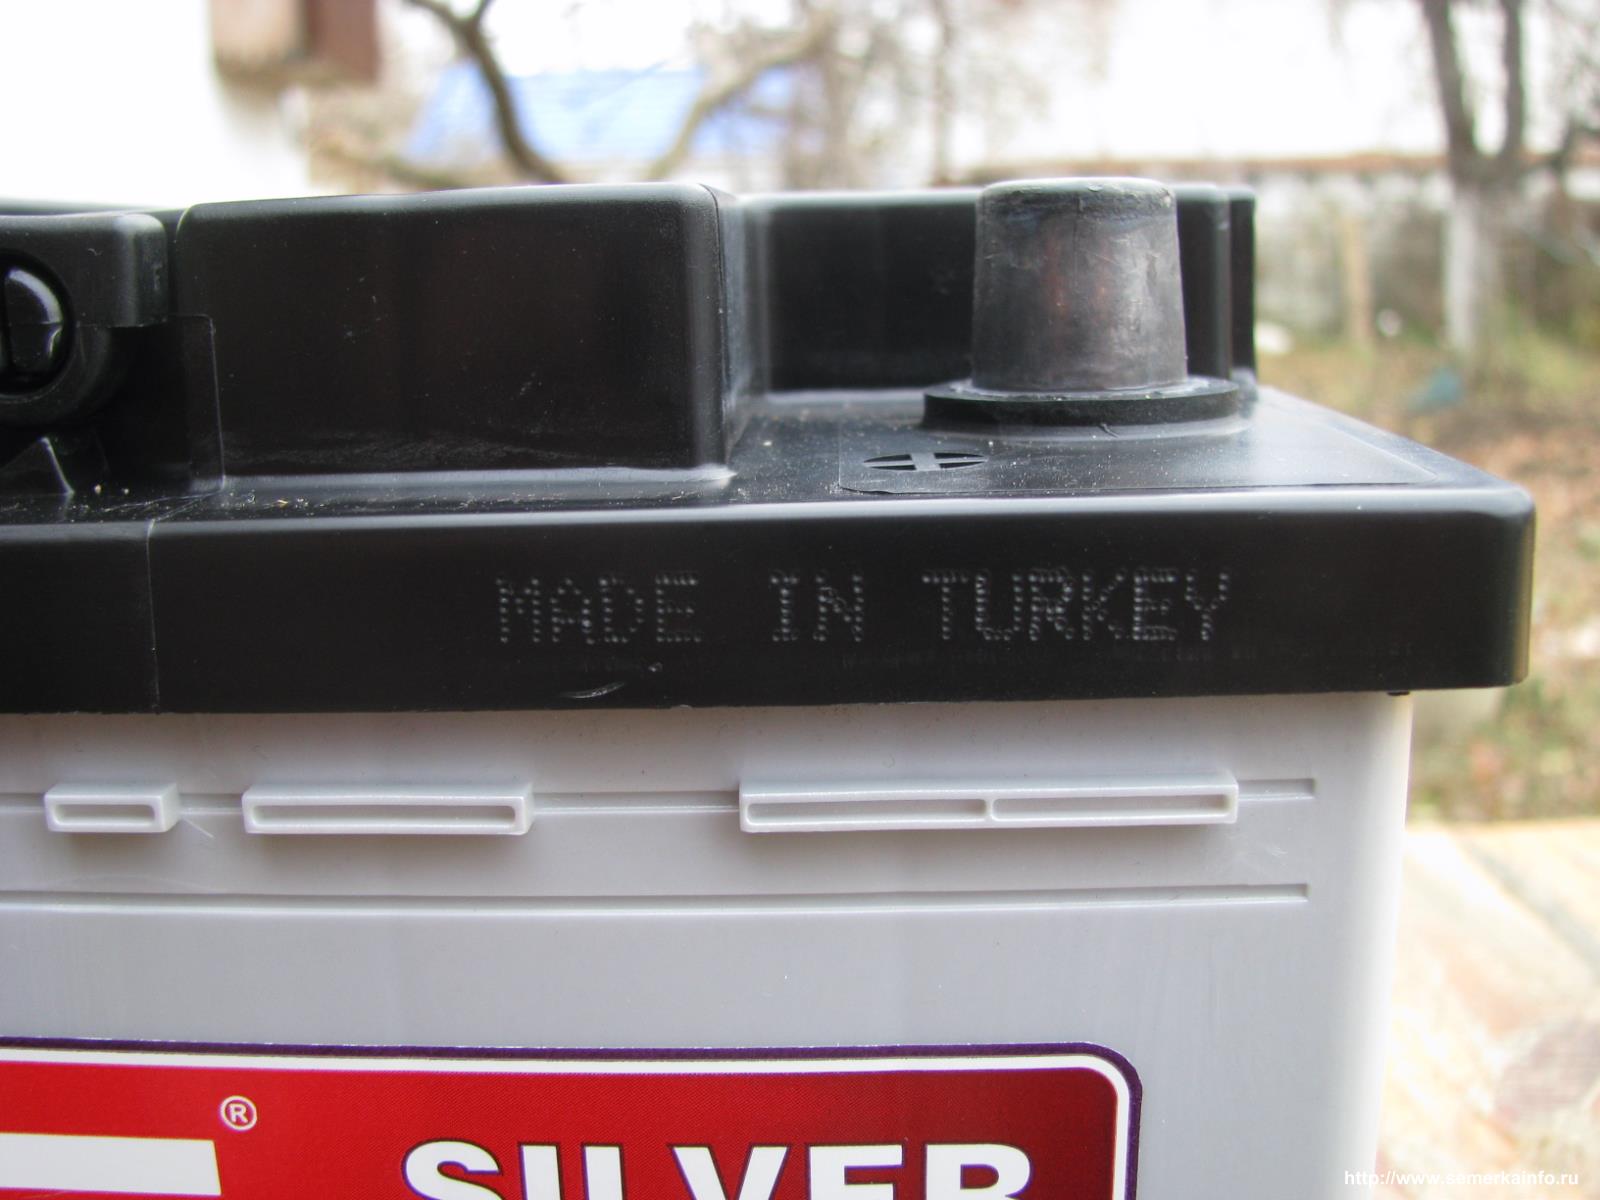 MADE IN TURKEY
®
SILVER
http://www.semerkainfo.ru